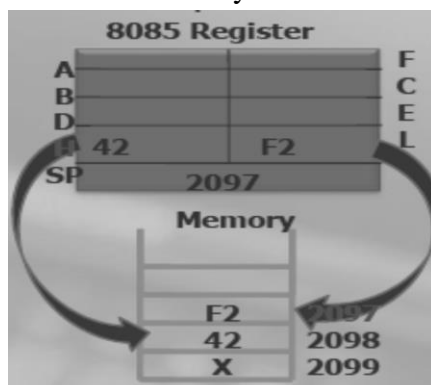 8085 Register
A F
B C
D E
H 42 F2 L
SP 2097
Memory
F2 2097
42 2098
X 2099